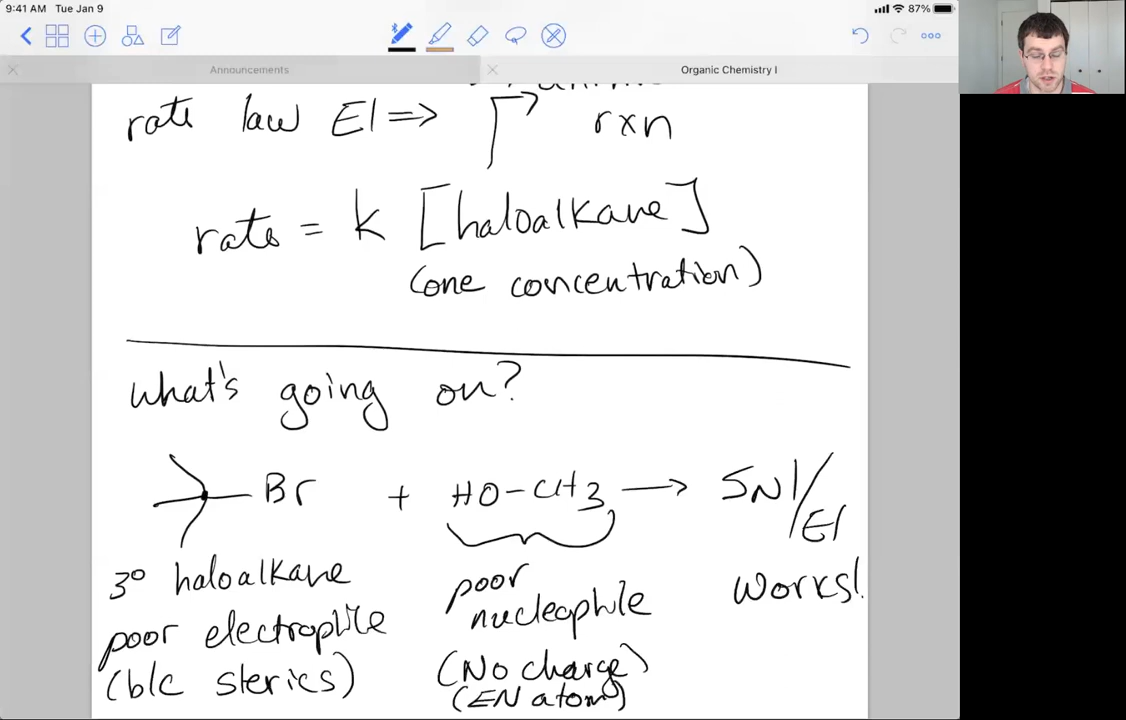 9:41 AM Tue Jan 9 87%
Announcements
Organic Chemistry I
rate law E1 => rxn
rate = k [haloalkane]
(one concentration)
what's going on?
Br + HO-CH3 → SN1/E1
works!
3° haloalkane
poor electrophile
(b/c sterics)
poor
nucleophile
(No charge)
(EN atom)